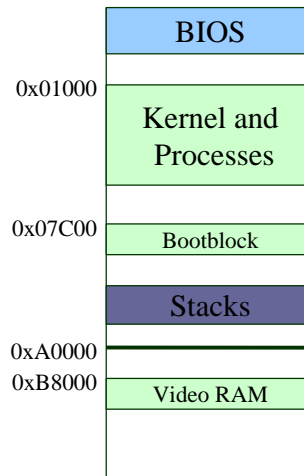 BIOS
0x01000
Kernel and
Processes
0x07C00
Bootblock
Stacks
0xA0000
0xB8000
Video RAM